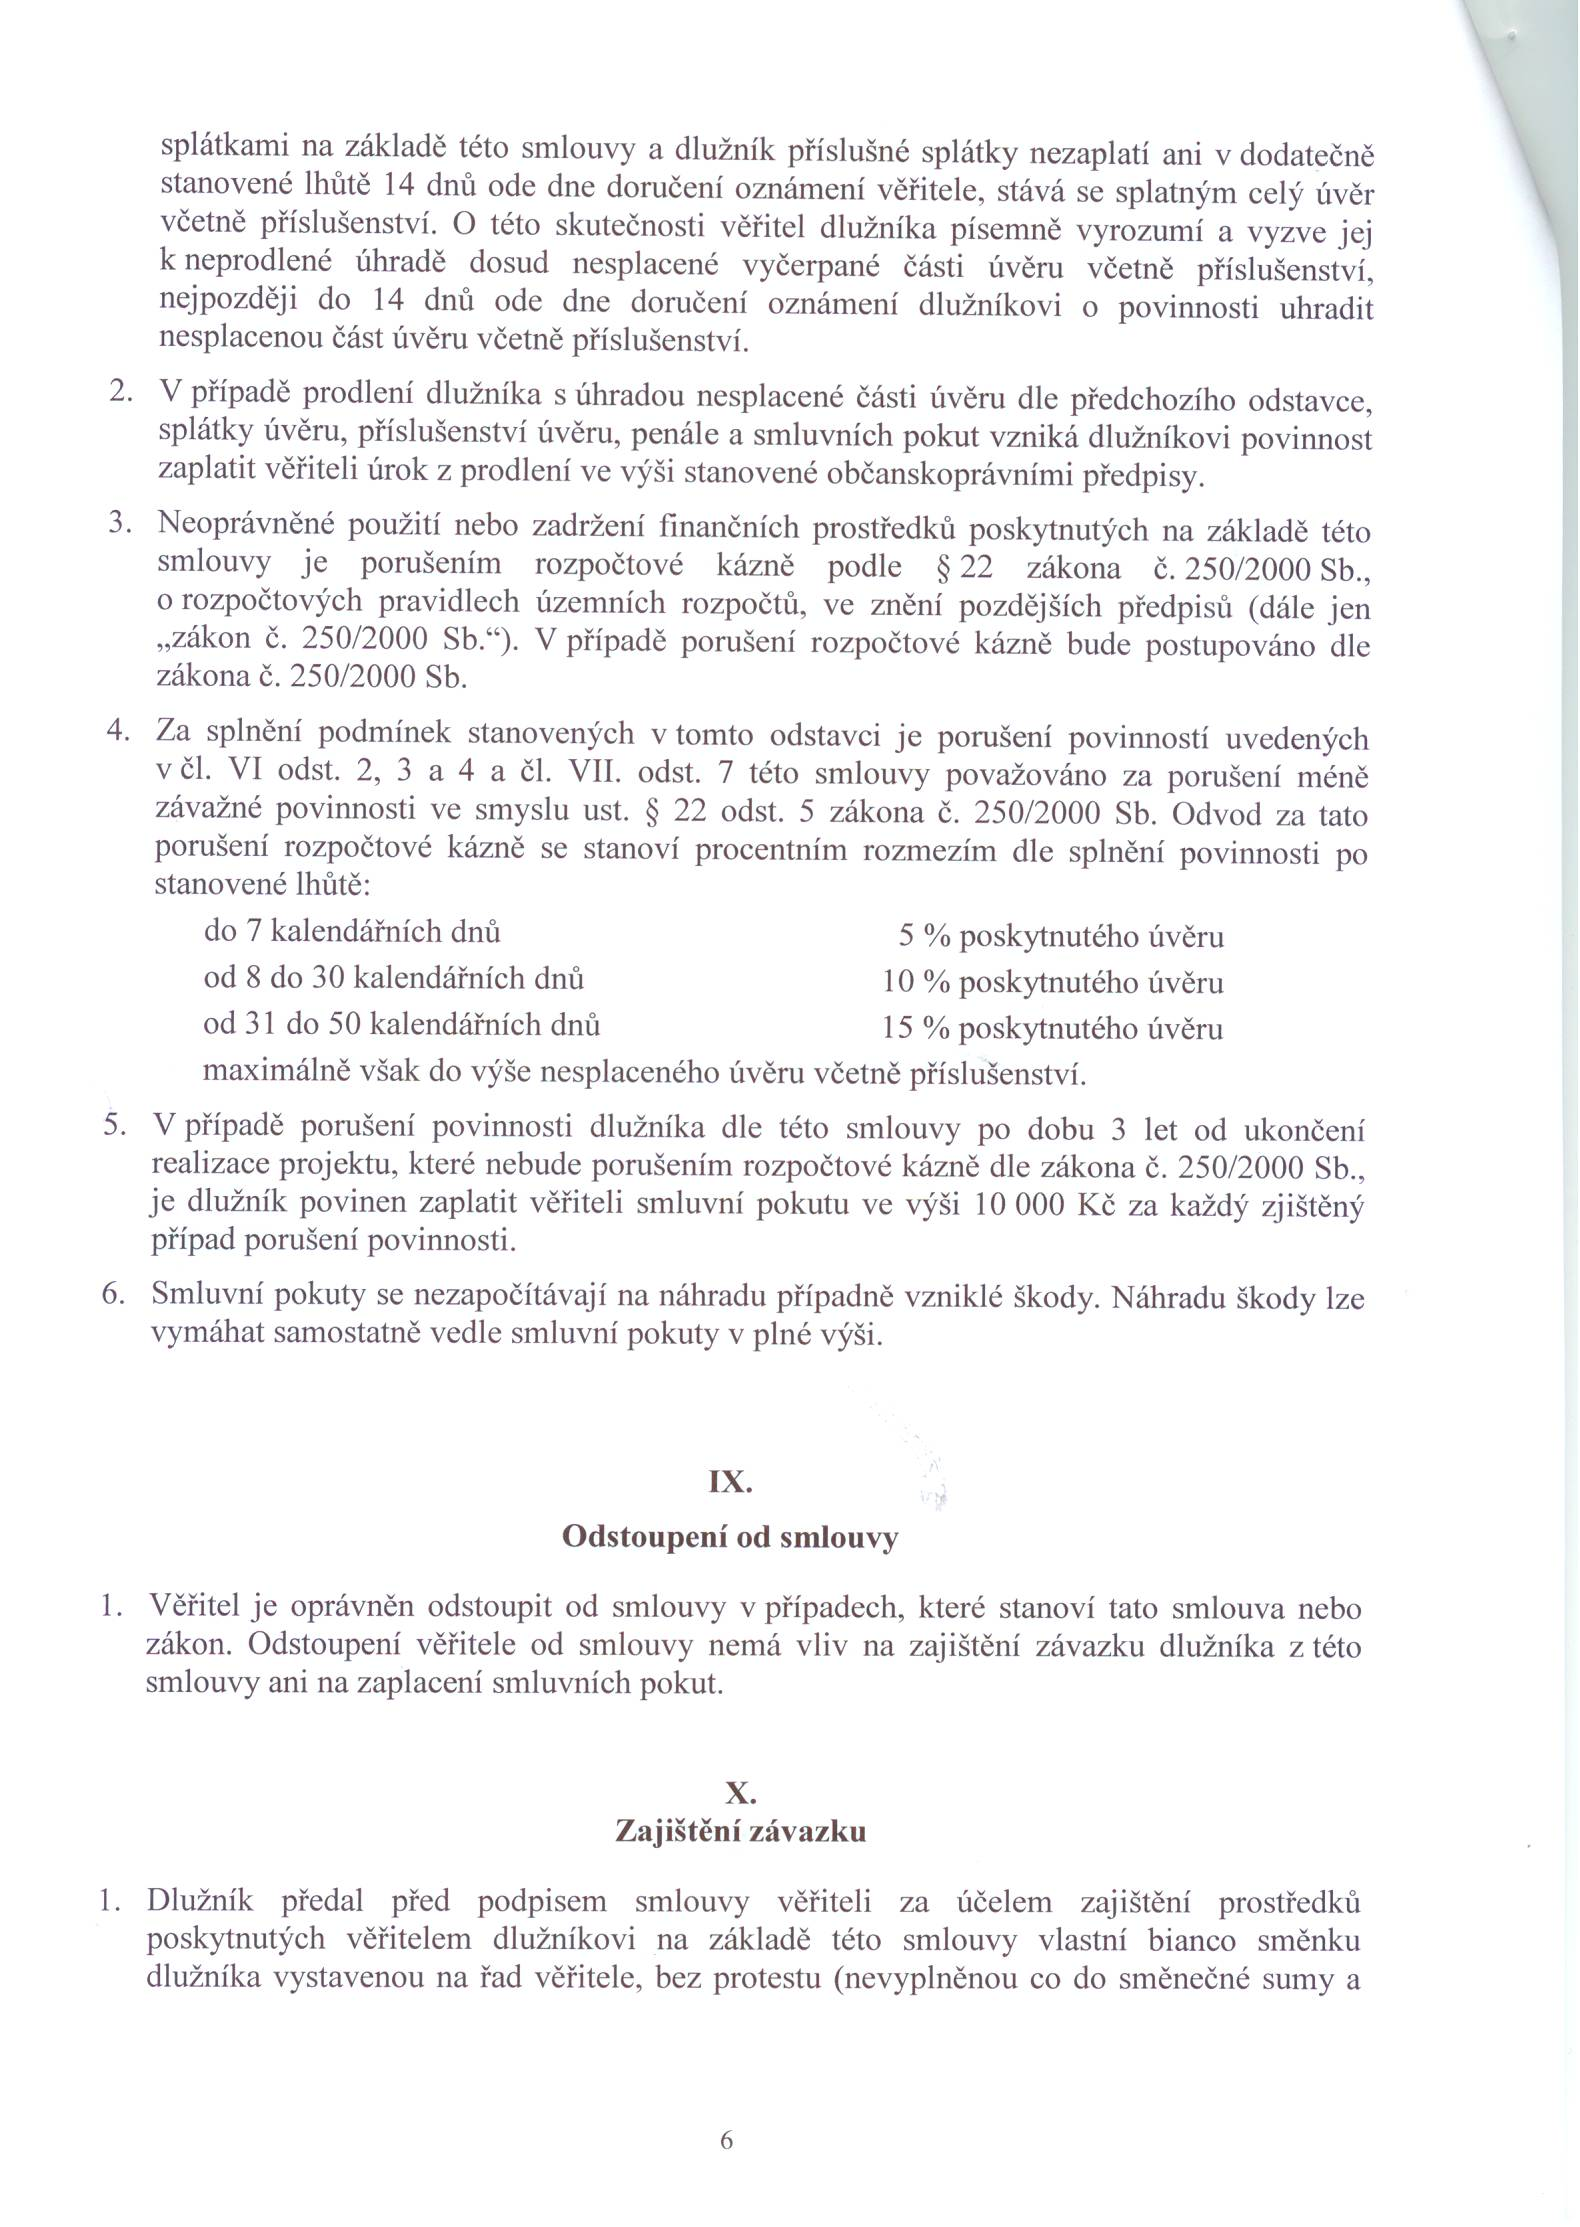 splátkami na základě této smlouvy a dlužník příslušné splátky nezaplatí ani v dodatečně
stanovené lhůtě 14 dnů ode dne doručení oznámení věřitele, stává se splatným celý úvěr
včetně příslušenství. O této skutečnosti věřitel dlužníka písemně vyrozumí a vyzve jej
k neprodlené úhradě dosud nesplacené vyčerpané části úvěru včetně příslušenství,
nejpozději do 14 dnů ode dne doručení oznámení dlužníkovi o povinnosti uhradit
nesplacenou část úvěru včetně příslušenství.
2. V případě prodlení dlužníka s úhradou nesplacené části úvěru dle předchozího odstavce,
splátky úvěru, příslušenství úvěru, penále a smluvních pokut vzniká dlužníkovi povinnost
zaplatit věřiteli úrok z prodlení ve výši stanovené občanskoprávními předpisy.
3. Neoprávněné použití nebo zadržení finančních prostředků poskytnutých na základě této
smlouvy je porušením rozpočtové kázně podle § 22 zákona č. 250/2000 Sb.,
o rozpočtových pravidlech územních rozpočtů, ve znění pozdějších předpisů (dále jen
„zákon č. 250/2000 Sb.“). V případě porušení rozpočtové kázně bude postupováno dle
zákona č. 250/2000 Sb.
4. Za splnění podmínek stanovených v tomto odstavci je porušení povinností uvedených
v čl. VI odst. 2, 3 a 4 a čl. VII. odst. 7 této smlouvy považováno za porušení méně
závažné povinnosti ve smyslu ust. § 22 odst. 5 zákona č. 250/2000 Sb. Odvod za tato
porušení rozpočtové kázně se stanoví procentním rozmezím dle splnění povinnosti po
stanovené lhůtě:
do 7 kalendářních dnů 5 % poskytnutého úvěru
od 8 do 30 kalendářních dnů 10 % poskytnutého úvěru
od 31 do 50 kalendářních dnů 15 % poskytnutého úvěru
maximálně však do výše nesplaceného úvěru včetně příslušenství.
5. V případě porušení povinnosti dlužníka dle této smlouvy po dobu 3 let od ukončení
realizace projektu, které nebude porušením rozpočtové kázně dle zákona č. 250/2000 Sb.,
je dlužník povinen zaplatit věřiteli smluvní pokutu ve výši 10 000 Kč za každý zjištěný
případ porušení povinnosti.
6. Smluvní pokuty se nezapočítávají na náhradu případně vzniklé škody. Náhradu škody lze
vymáhat samostatně vedle smluvní pokuty v plné výši.
IX.
Odstoupení od smlouvy
1. Věřitel je oprávněn odstoupit od smlouvy v případech, které stanoví tato smlouva nebo
zákon. Odstoupení věřitele od smlouvy nemá vliv na zajištění závazku dlužníka z této
smlouvy ani na zaplacení smluvních pokut.
X.
Zajištění závazku
1. Dlužník předal před podpisem smlouvy věřiteli za účelem zajištění prostředků
poskytnutých věřitelem dlužníkovi na základě této smlouvy vlastní bianco směnku
dlužníka vystavenou na řad věřitele, bez protestu (nevyplněnou co do směnečné sumy a
6